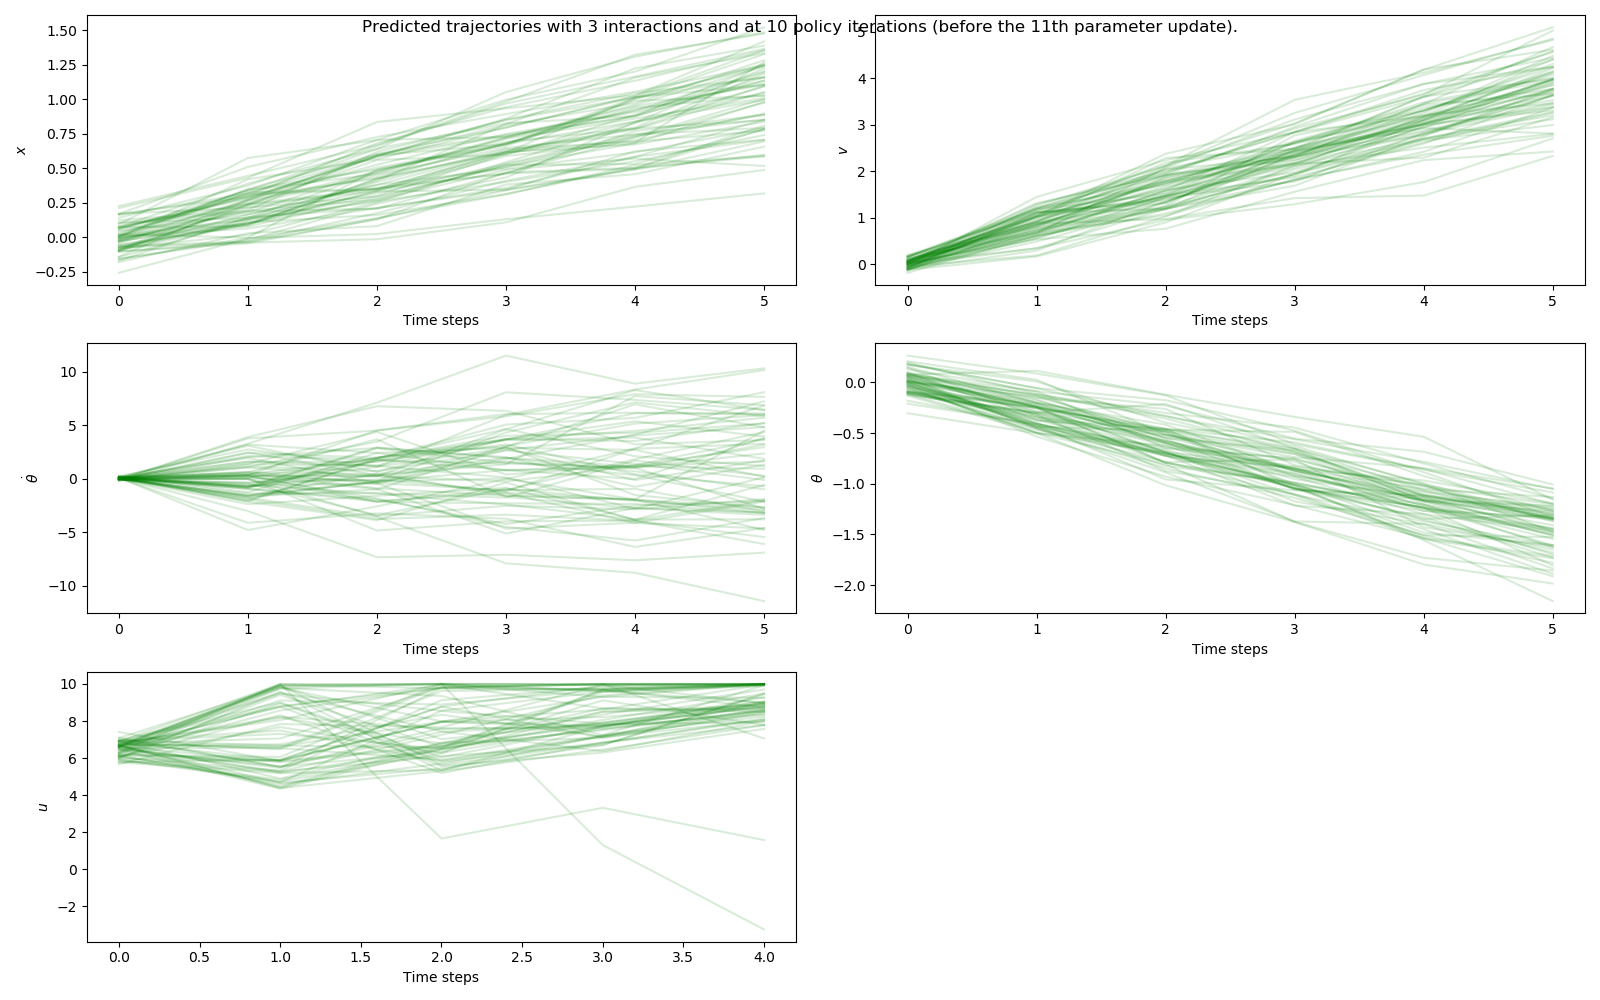 Predicted trajectories with 3 interactions and at 10 policy iterations (before the 11th parameter update).
1.50
1.25
1.00
0.75
0.50
0.25
0.00
−0.25
x
0 1 2 3 4 5
Time steps
5
4
3
2
1
0
v
0 1 2 3 4 5
Time steps
10
5
0
−5
−10
θ̇
0 1 2 3 4 5
Time steps
0.0
−0.5
−1.0
−1.5
−2.0
θ
0 1 2 3 4 5
Time steps
10
8
6
4
2
0
−2
u
0.0 0.5 1.0 1.5 2.0 2.5 3.0 3.5 4.0
Time steps